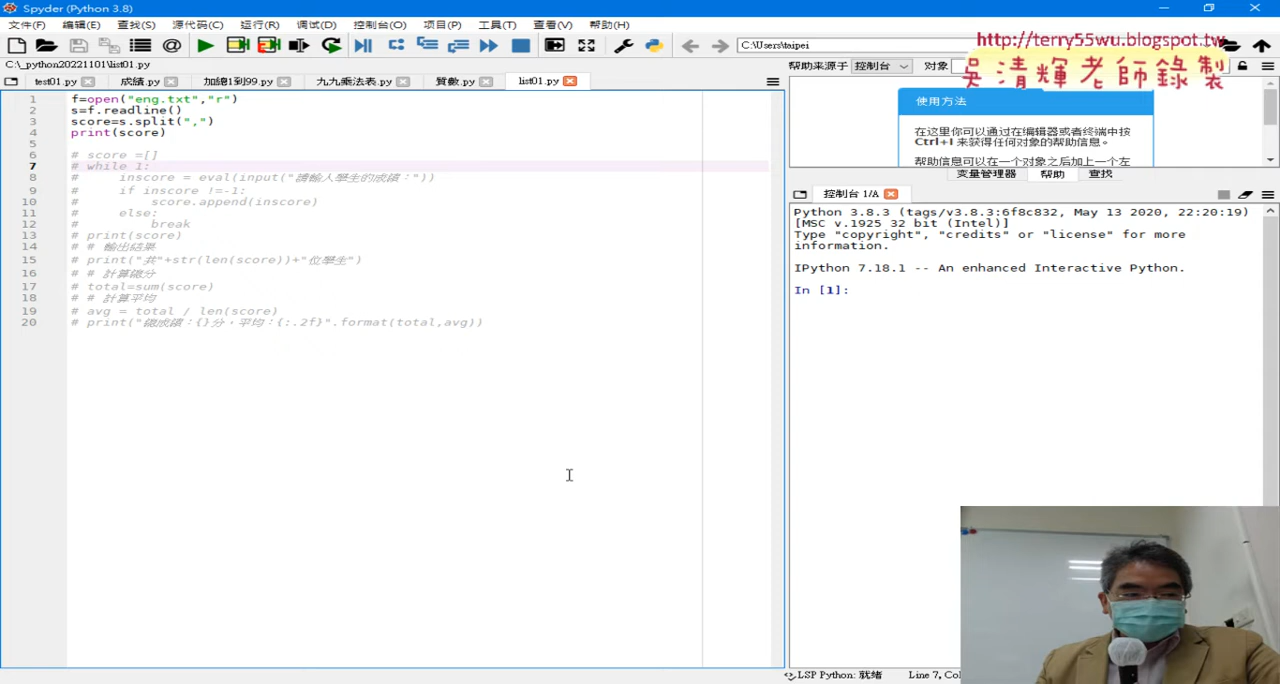 Spyder (Python 3.8)
文件(F) 编辑(E) 查找(S) 源代码(C) 运行(R) 调试(D) 控制台(O) 项目(P) 工具(T) 查看(V) 帮助(H)
C:\Users\taipei
http://terry55wu.blogspot.tw
吳清輝老師錄製
C:\_python20221101\list01.py
帮助来源于 控制台 对象
test01.py 成績.py 加總1到99.py 九九乘法表.py 質數.py list01.py
1 f=open("eng.txt","r")
2 s=f.readline()
3 score=s.split(",")
4 print(score)
5
6 # score =[]
7 # while 1:
8 #     inscore = eval(input("請輸入學生的成績："))
9 #     if inscore !=-1:
10 #         score.append(inscore)
11 #     else:
12 #         break
13 # print(score)
14 # # 輸出結果
15 # print("共"+str(len(score))+"位學生")
16 # # 計算總分
17 # total=sum(score)
18 # # 計算平均
19 # avg = total / len(score)
20 # print("總成績：{}分，平均：{:.2f}".format(total,avg))
使用方法
在这里你可以通过在编辑器或者终端中按
Ctrl+I 来获得任何对象的帮助信息。
帮助信息可以在一个对象之后加上一个左
变量管理器 帮助 查找
控制台 1/A
Python 3.8.3 (tags/v3.8.3:6f8c832, May 13 2020, 22:20:19)
[MSC v.1925 32 bit (Intel)]
Type "copyright", "credits" or "license" for more
information.
IPython 7.18.1 -- An enhanced Interactive Python.
In [1]:
LSP Python: 就绪 Line 7,